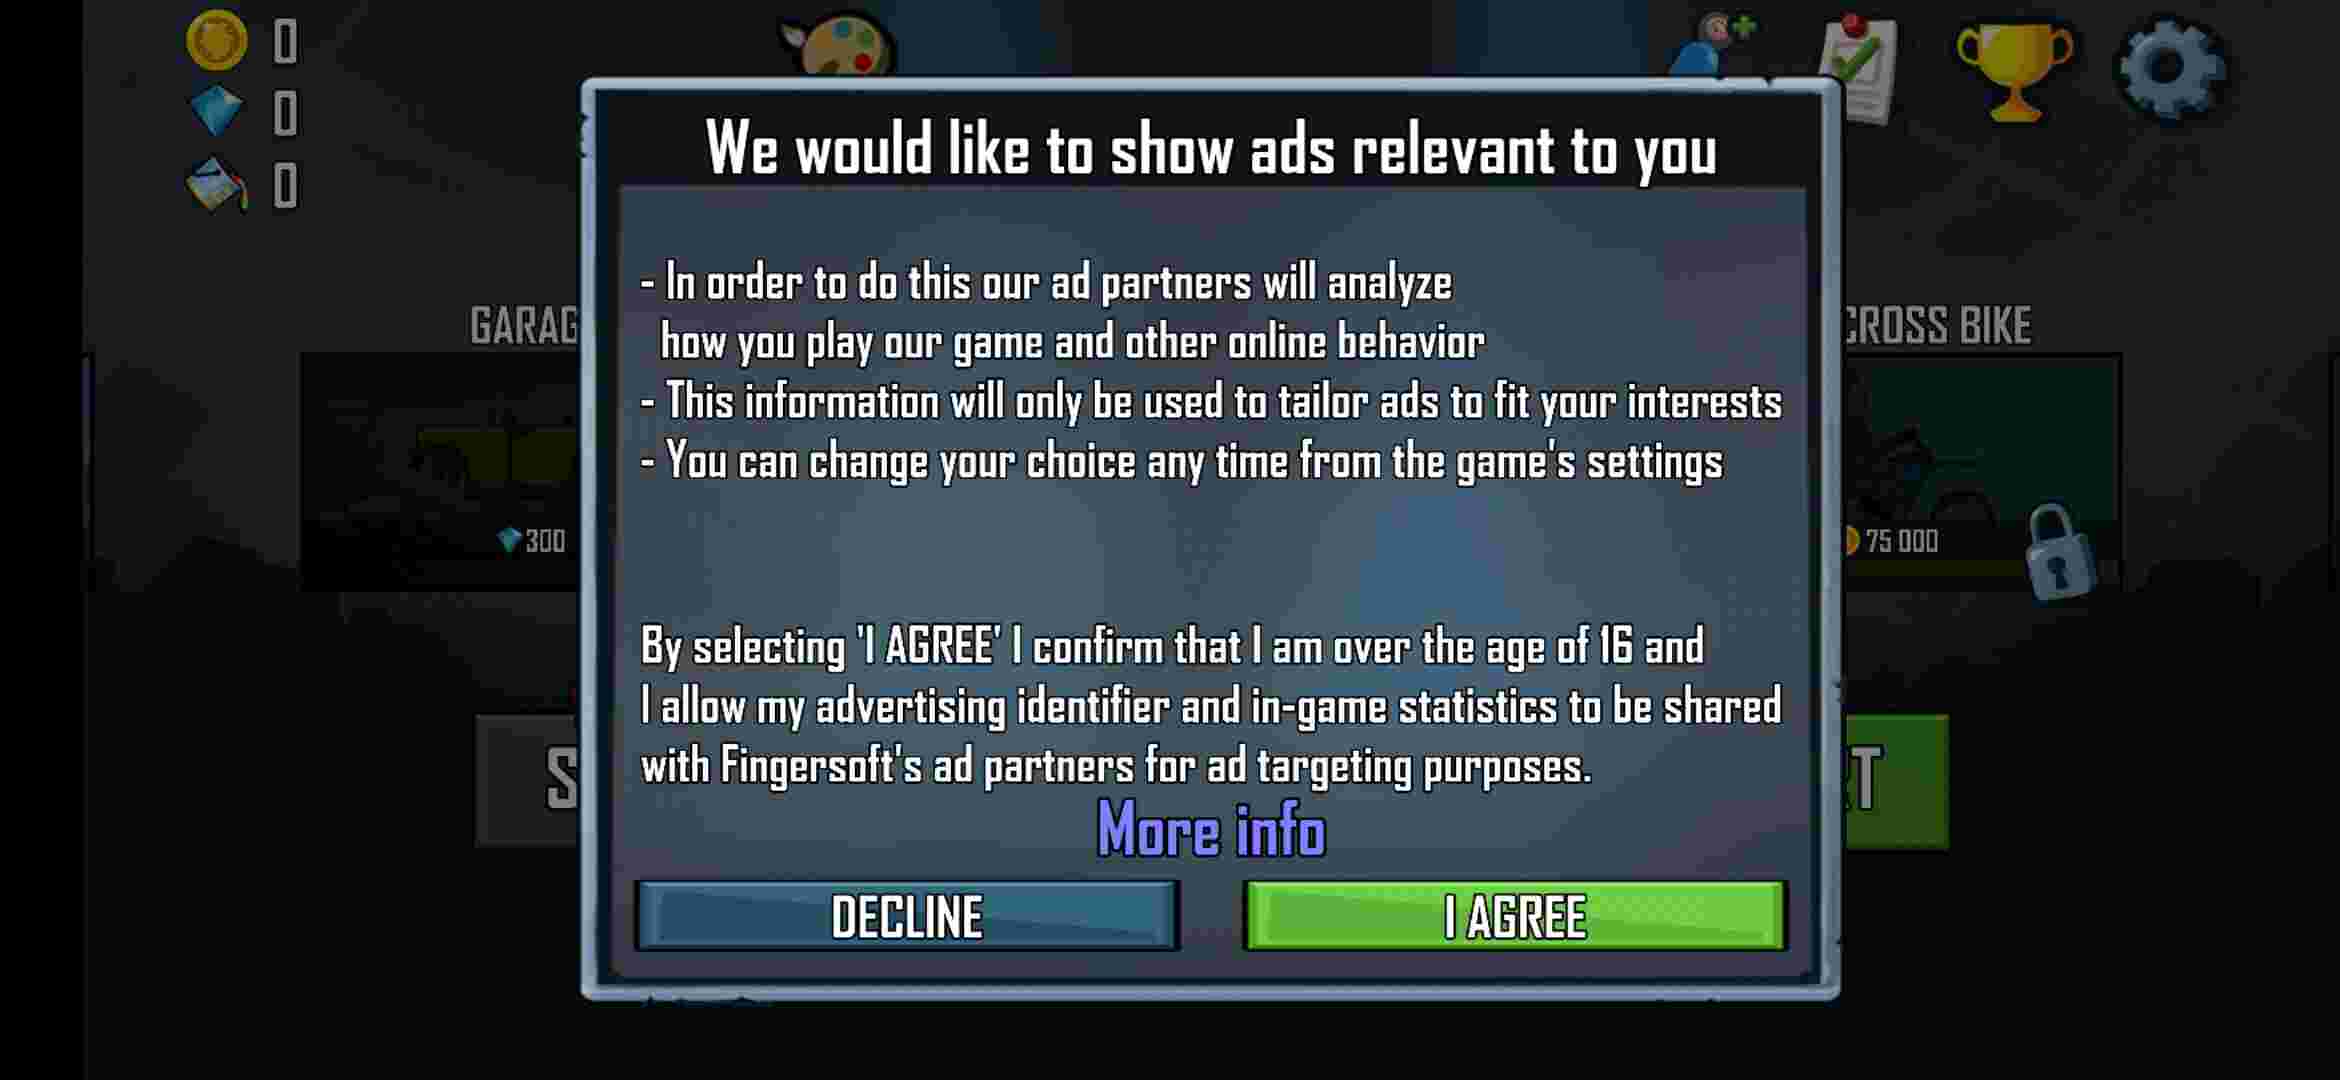 0
0
0
We would like to show ads relevant to you
GARAG
CROSS BIKE
- In order to do this our ad partners will analyze
how you play our game and other online behavior
- This information will only be used to tailor ads to fit your interests
- You can change your choice any time from the game's settings
300
75 000
By selecting 'I AGREE' I confirm that I am over the age of 16 and
I allow my advertising identifier and in-game statistics to be shared
with Fingersoft's ad partners for ad targeting purposes.
More info
DECLINE
I AGREE